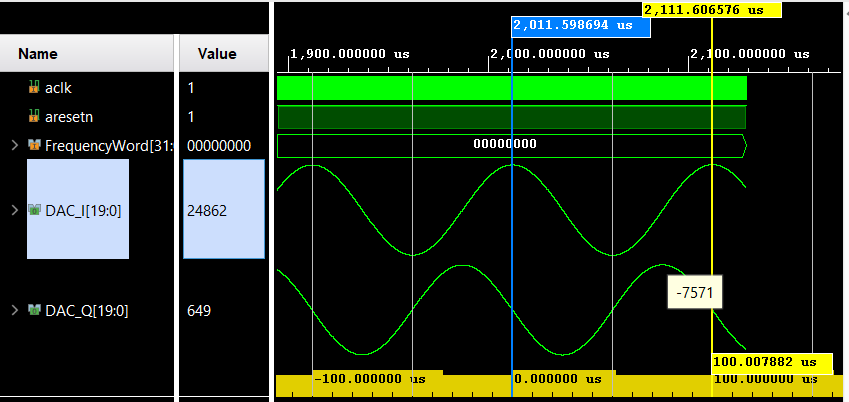 2,111.606576 us
2,011.598694 us
Name Value
1,900.000000 us 2,000.000000 us 2,100.000000 us
aclk 1
aresetn 1
FrequencyWord[31: 00000000 00000000
DAC_I[19:0] 24862
-7571
DAC_Q[19:0] 649
100.007882 us
-100.000000 us 0.000000 us 100.000000 us